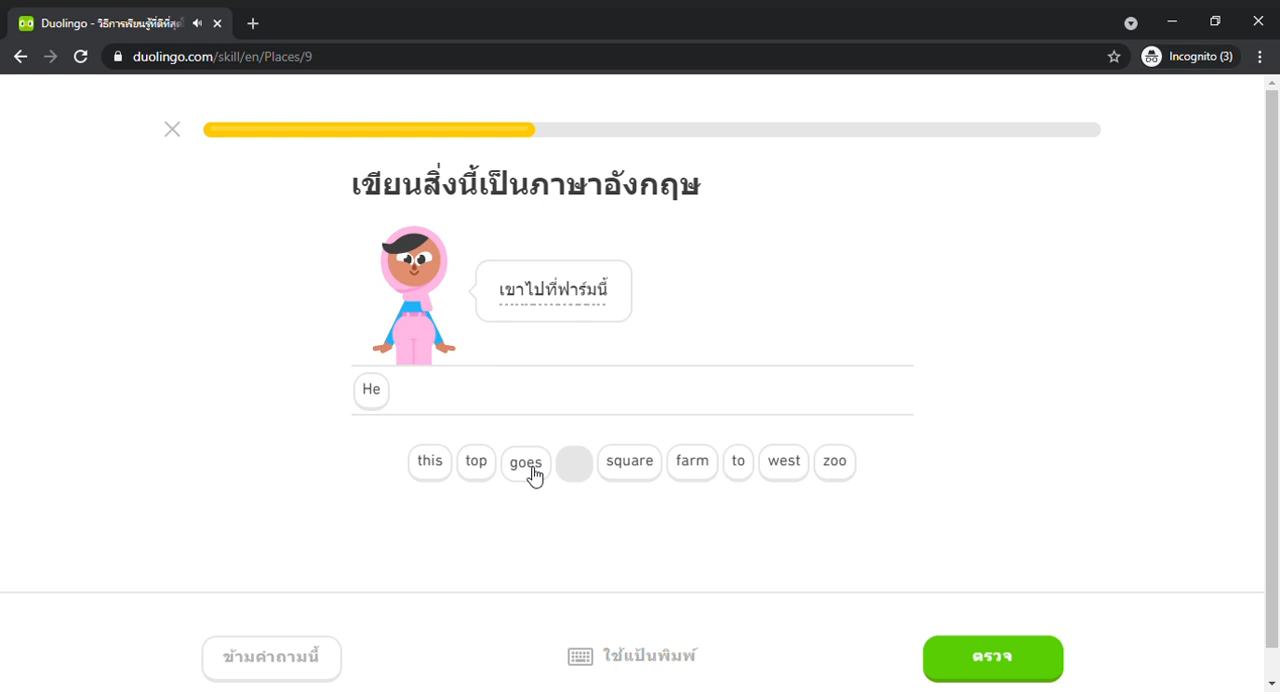 Duolingo - วิธีการเรียนรู้ที่ดีที่สุด
duolingo.com/skill/en/Places/9
Incognito (3)
เขียนสิ่งนี้เป็นภาษาอังกฤษ
เขาไปที่ฟาร์มนี้
He
this top goes square farm to west zoo
ข้ามคำถามนี้
ใช้แป้นพิมพ์
ตรวจ